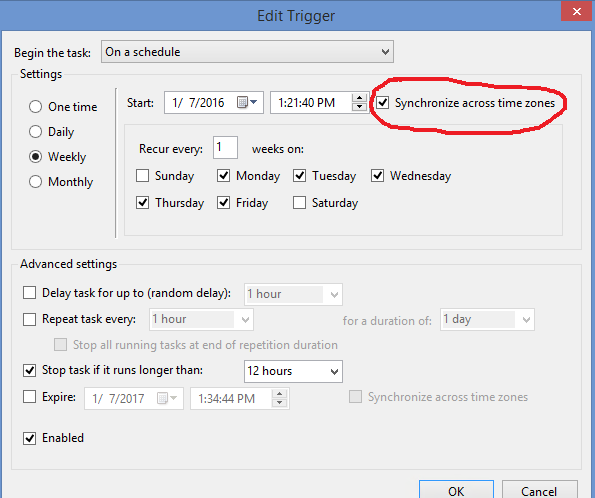 Edit Trigger
Begin the task: On a schedule
Settings
One time
Start: 1/ 7/2016 1:21:40 PM Synchronize across time zones
Daily
Weekly
Recur every: 1 weeks on:
Monthly
Sunday Monday Tuesday Wednesday
Thursday Friday Saturday
Advanced settings
Delay task for up to (random delay): 1 hour
Repeat task every: 1 hour for a duration of: 1 day
Stop all running tasks at end of repetition duration
Stop task if it runs longer than: 12 hours
Expire: 1/ 7/2017 1:34:44 PM Synchronize across time zones
Enabled
OK Cancel